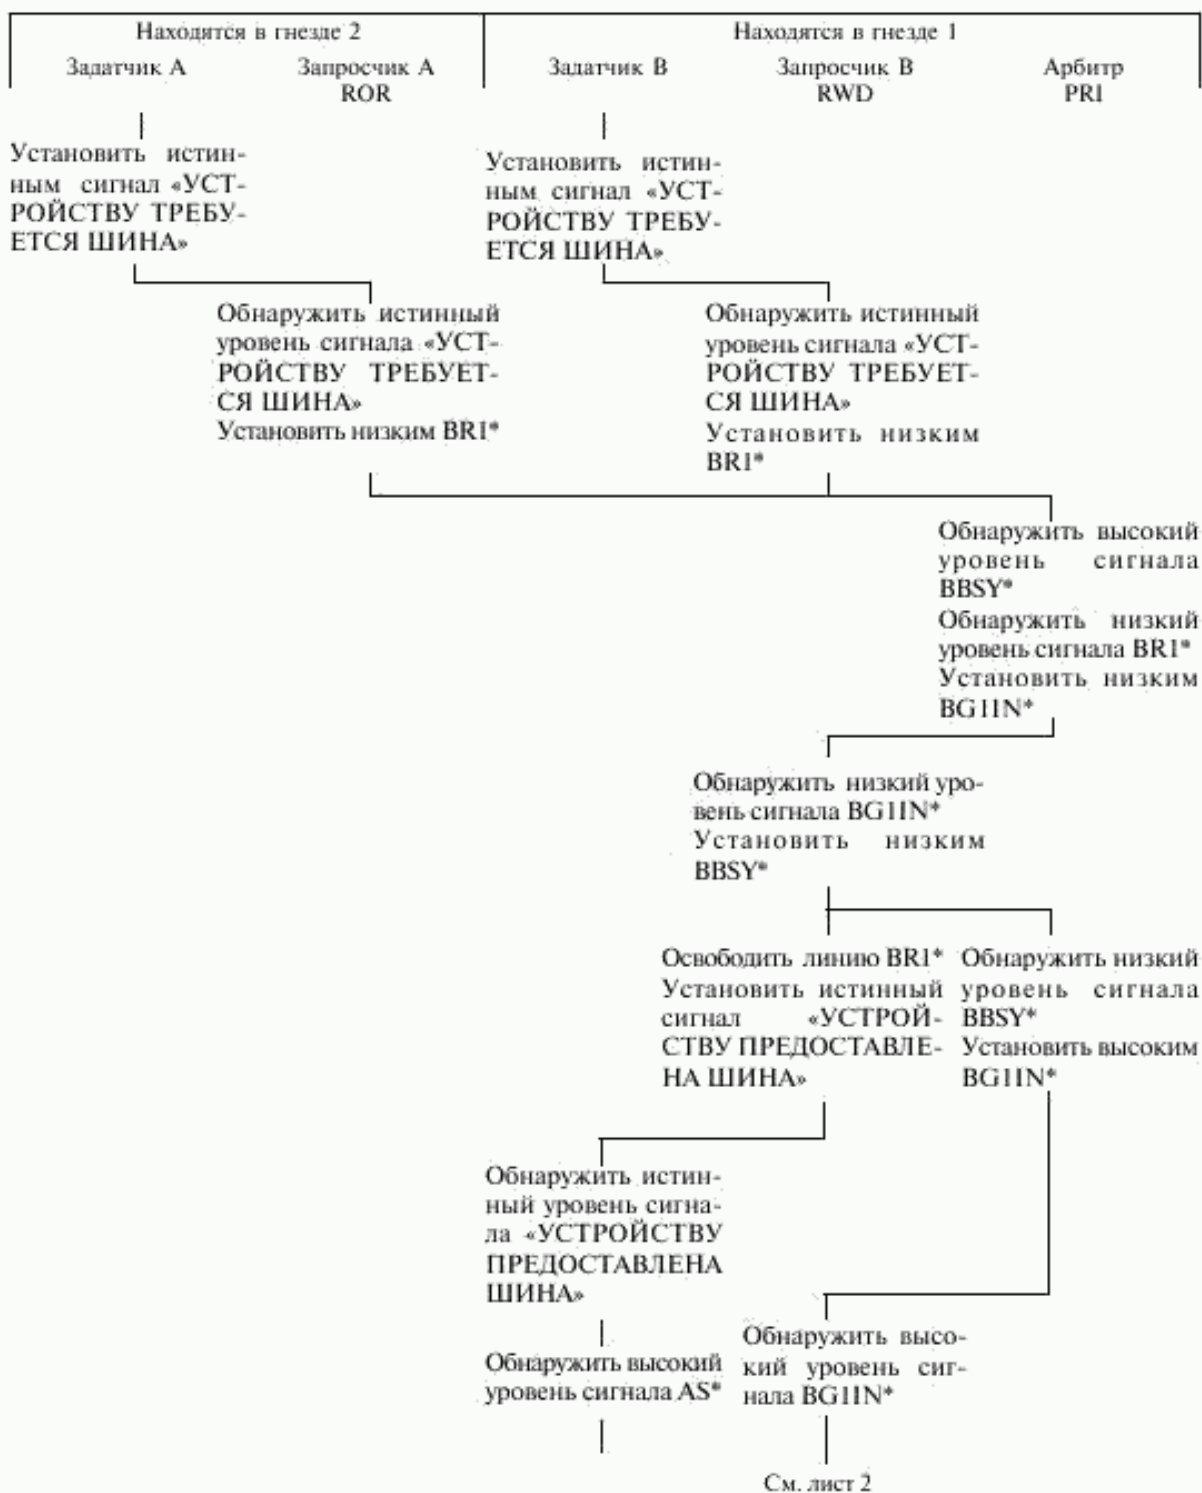 Находятся в гнезде 2
Находятся в гнезде 1
Задатчик А
Запросчик А
ROR
Задатчик В
Запросчик В
RWD
Арбитр
PRI
Установить истин-
ным сигнал «УСТ-
РОЙСТВУ ТРЕБУ-
ЕТСЯ ШИНА»
Установить истин-
ным сигнал «УСТ-
РОЙСТВУ ТРЕБУ-
ЕТСЯ ШИНА»
Обнаружить истинный
уровень сигнала «УСТ-
РОЙСТВУ ТРЕБУЕТ-
СЯ ШИНА»
Установить низким BR1*
Обнаружить истинный
уровень сигнала «УСТ-
РОЙСТВУ ТРЕБУЕТ-
СЯ ШИНА»
Установить низким
BR1*
Обнаружить высокий
уровень сигнала
BBSY*
Обнаружить низкий
уровень сигнала BR1*
Установить низким
BG1IN*
Обнаружить низкий уро-
вень сигнала BG1IN*
Установить низким
BBSY*
Освободить линию BR1*
Установить истинный
сигнал «УСТРОЙ-
СТВУ ПРЕДОСТАВЛЕ-
НА ШИНА»
Обнаружить низкий
уровень сигнала
BBSY*
Установить высоким
BG1IN*
Обнаружить истин-
ный уровень сигна-
ла «УСТРОЙСТВУ
ПРЕДОСТАВЛЕНА
ШИНА»
Обнаружить высокий
уровень сигнала AS*
Обнаружить высо-
кий уровень сиг-
нала BG1IN*
См. лист 2